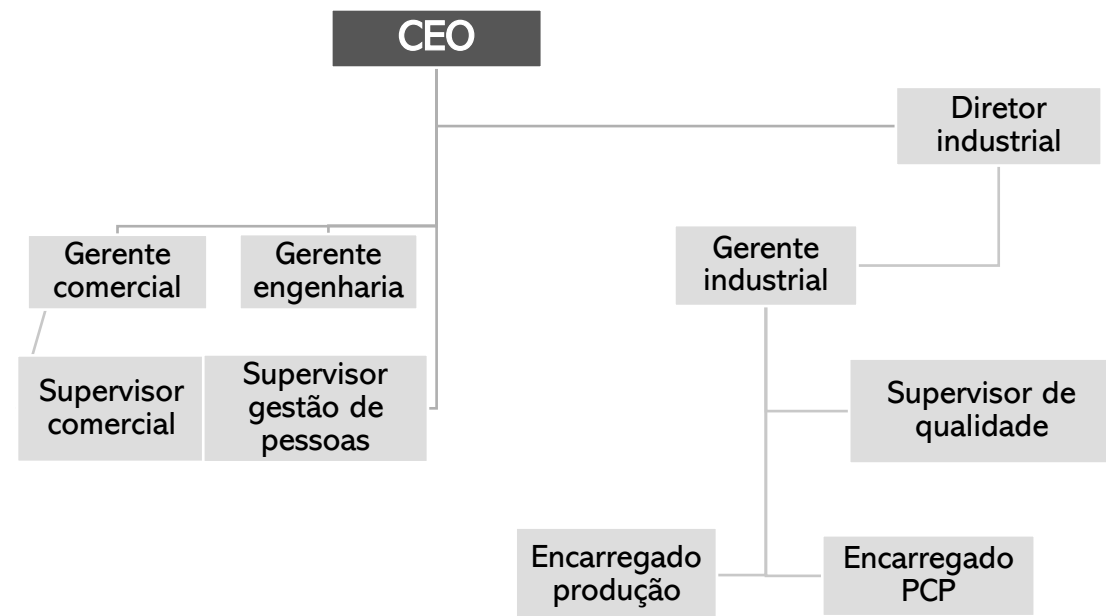 CEO
Diretor
industrial
Gerente
comercial
Gerente
engenharia
Gerente
industrial
Supervisor
comercial
Supervisor
gestão de
pessoas
Supervisor de
qualidade
Encarregado
produção
Encarregado
PCP